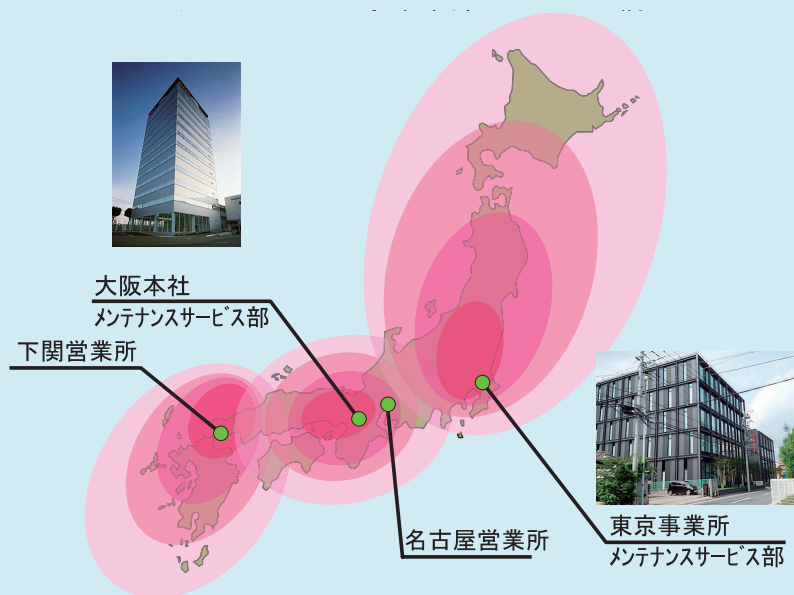 大阪本社
メンテナンスサービス部
下関営業所
名古屋営業所
東京事業所
メンテナンスサービス部